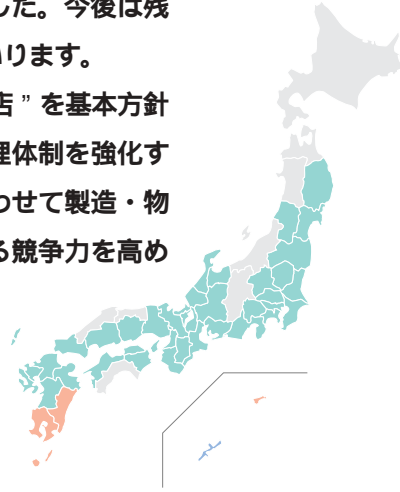 した。今後は残
いります。
店”を基本方針
理体制を強化す
わせて製造・物
る競争力を高め